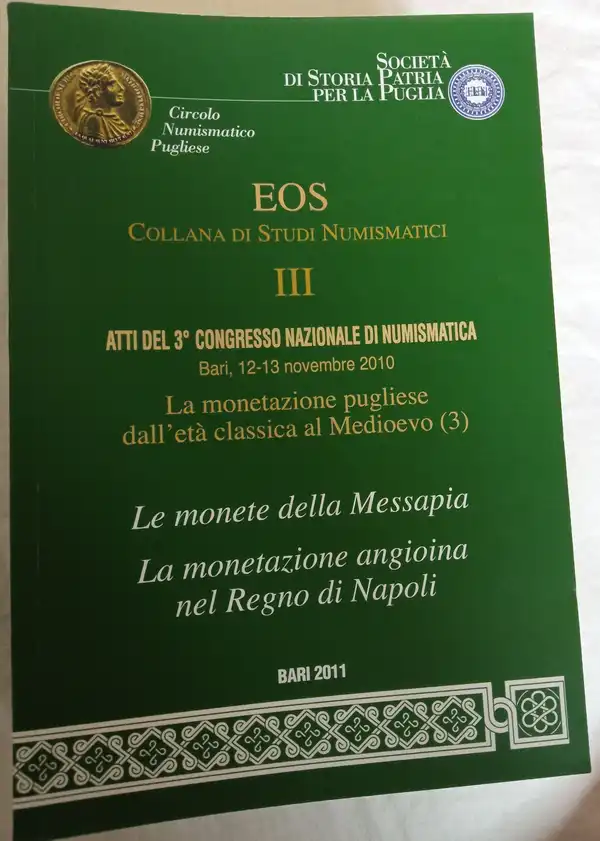 Circolo
Numismatico
Pugliese
SOCIETÀ
DI STORIA PATRIA
PER LA PUGLIA
EOS
COLLANA DI STUDI NUMISMATICI
III
ATTI DEL 3° CONGRESSO NAZIONALE DI NUMISMATICA
Bari, 12-13 novembre 2010
La monetazione pugliese
dall'età classica al Medioevo (3)
Le monete della Messapia
La monetazione angioina
nel Regno di Napoli
BARI 2011